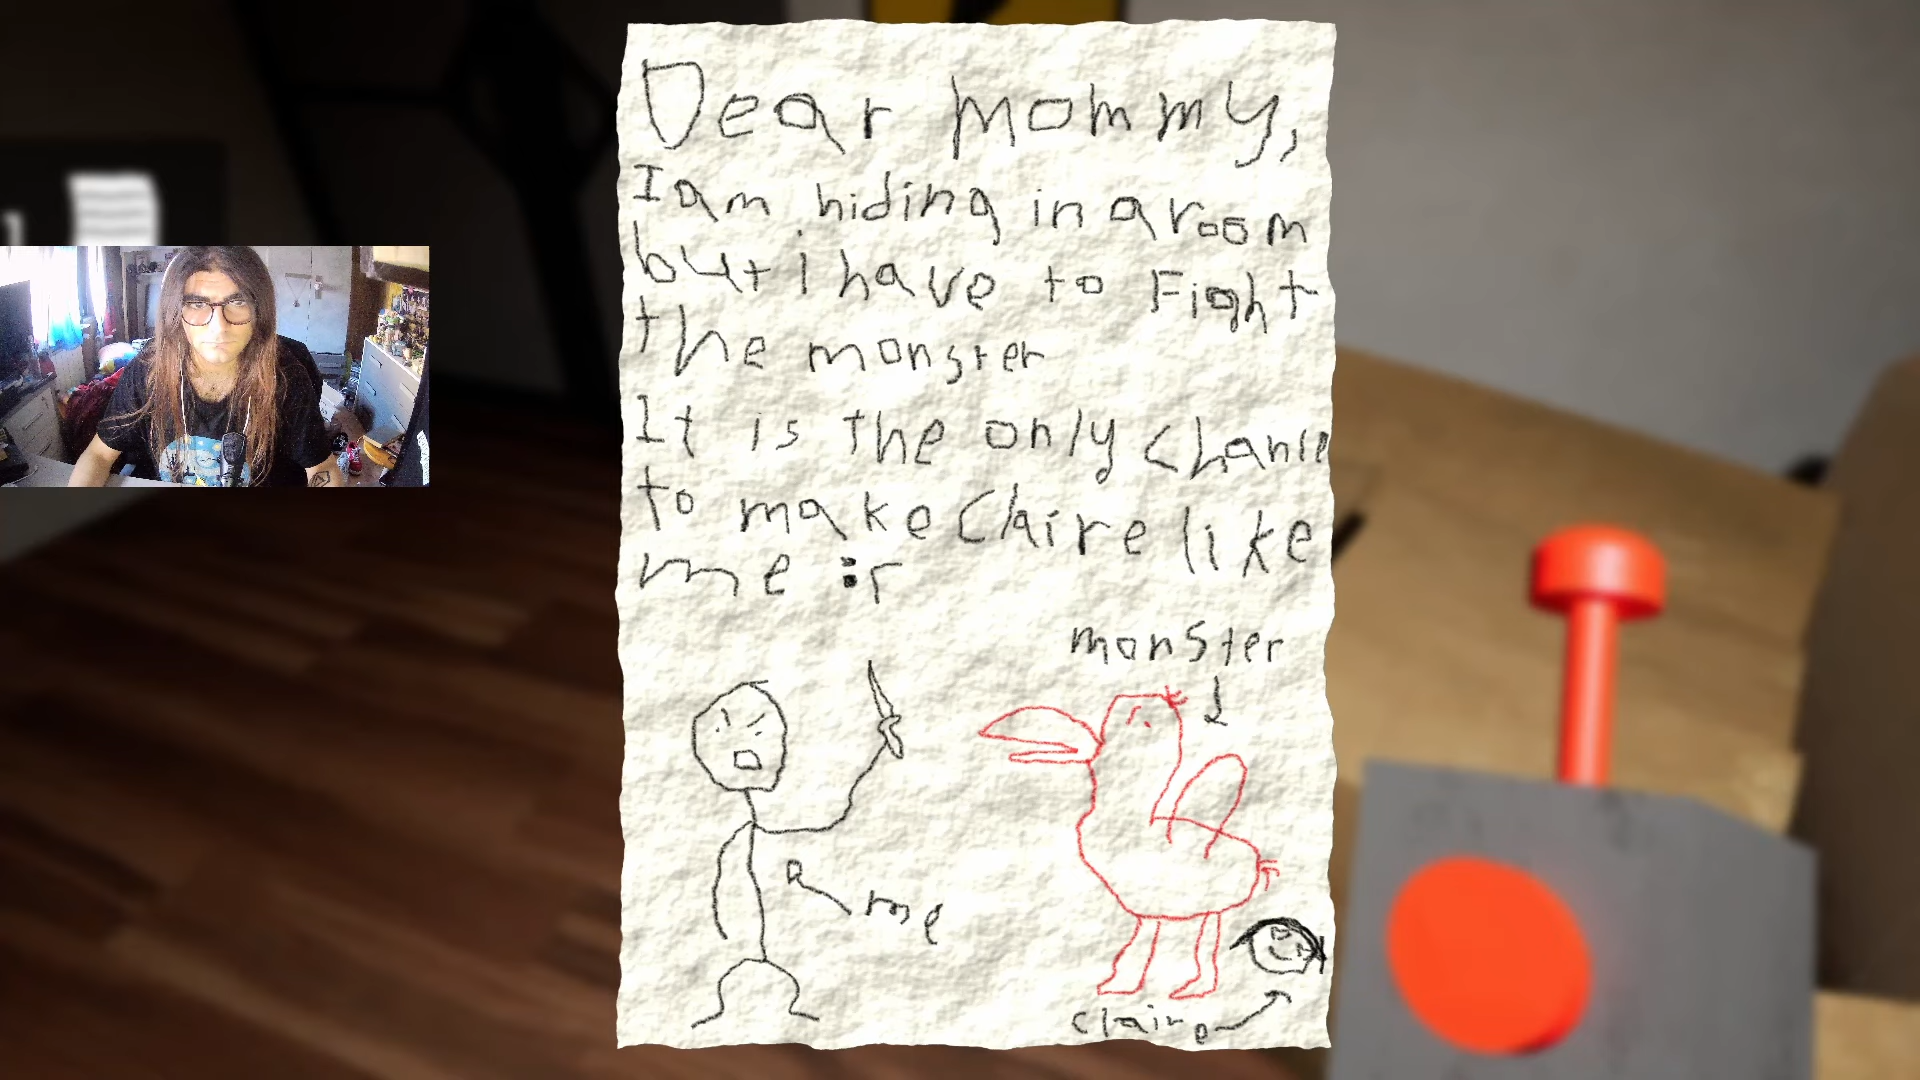 Dear mommy,
I am hiding in a room
but i have to Fight
the monster
It is the only chance
to make Claire like
me :r
monster
me
claire